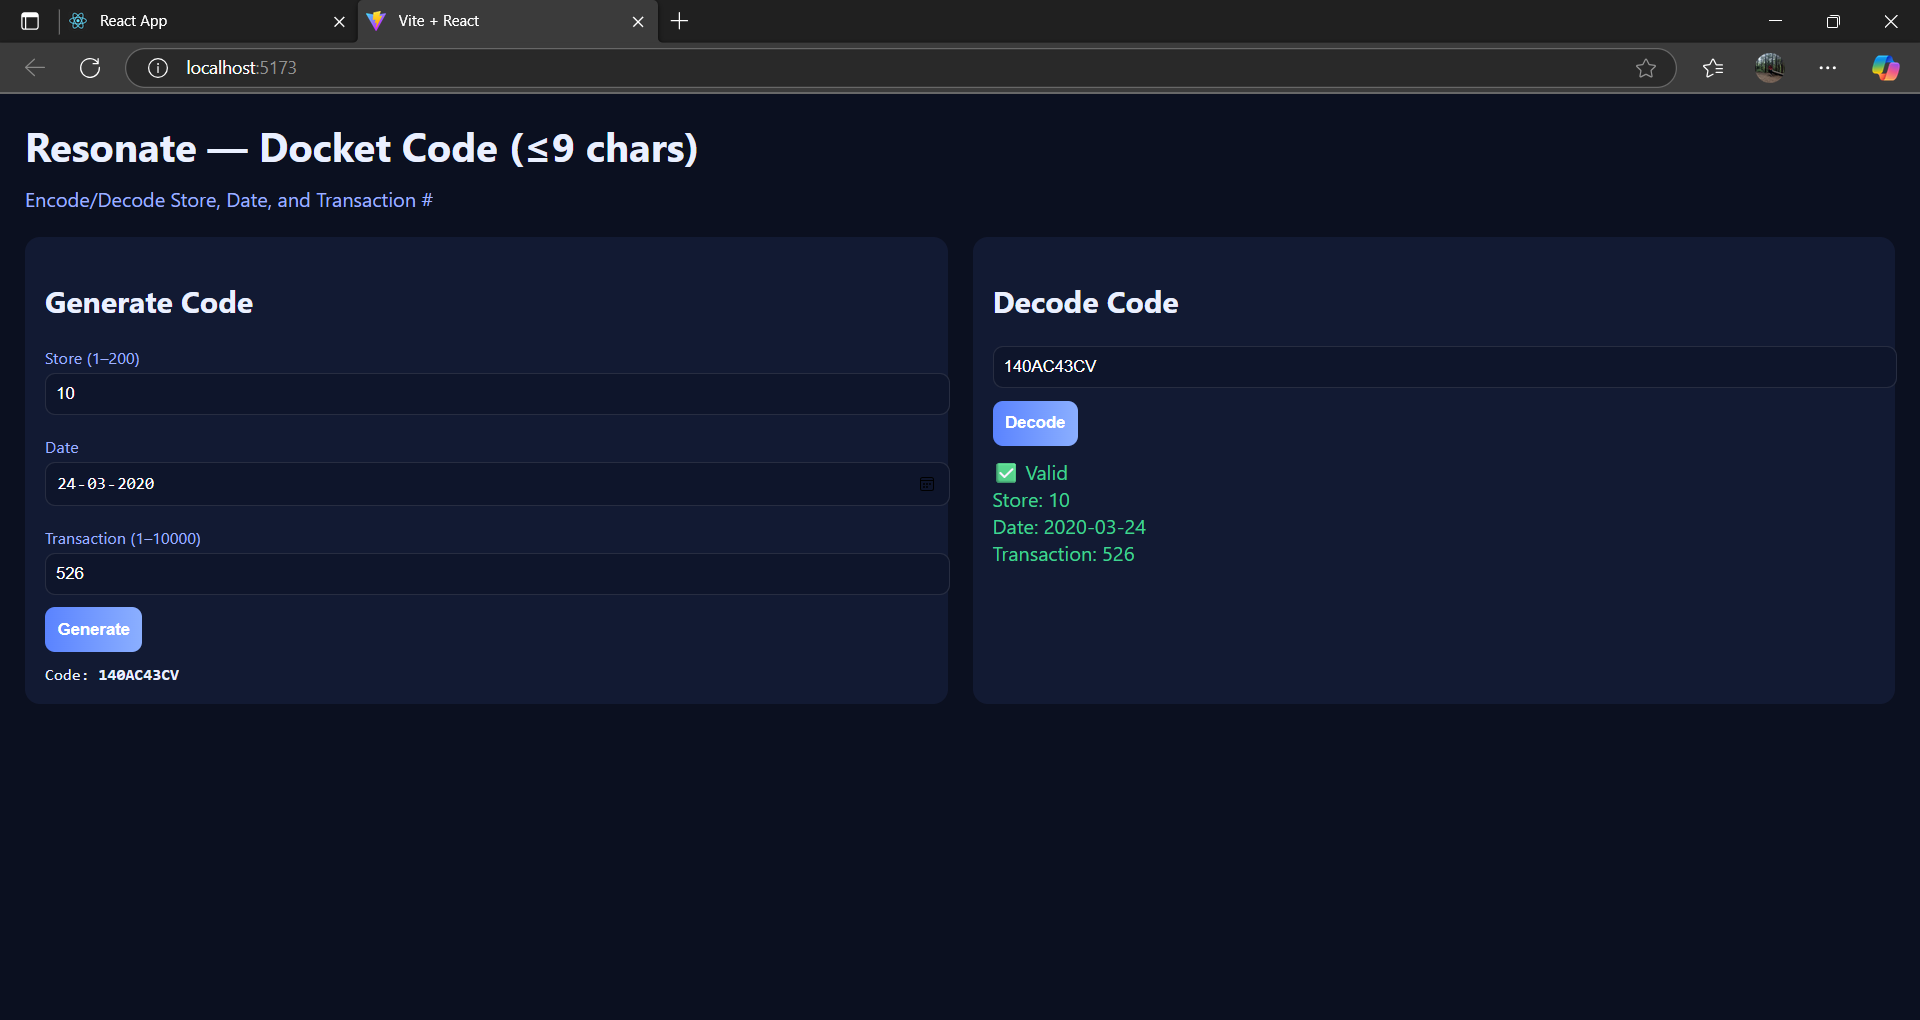 React App
Vite + React
localhost:5173
Resonate — Docket Code (≤9 chars)
Encode/Decode Store, Date, and Transaction #
Generate Code
Store (1–200)
10
Date
24-03-2020
Transaction (1–10000)
526
Generate
Code: 140AC43CV
Decode Code
140AC43CV
Decode
✅ Valid
Store: 10
Date: 2020-03-24
Transaction: 526